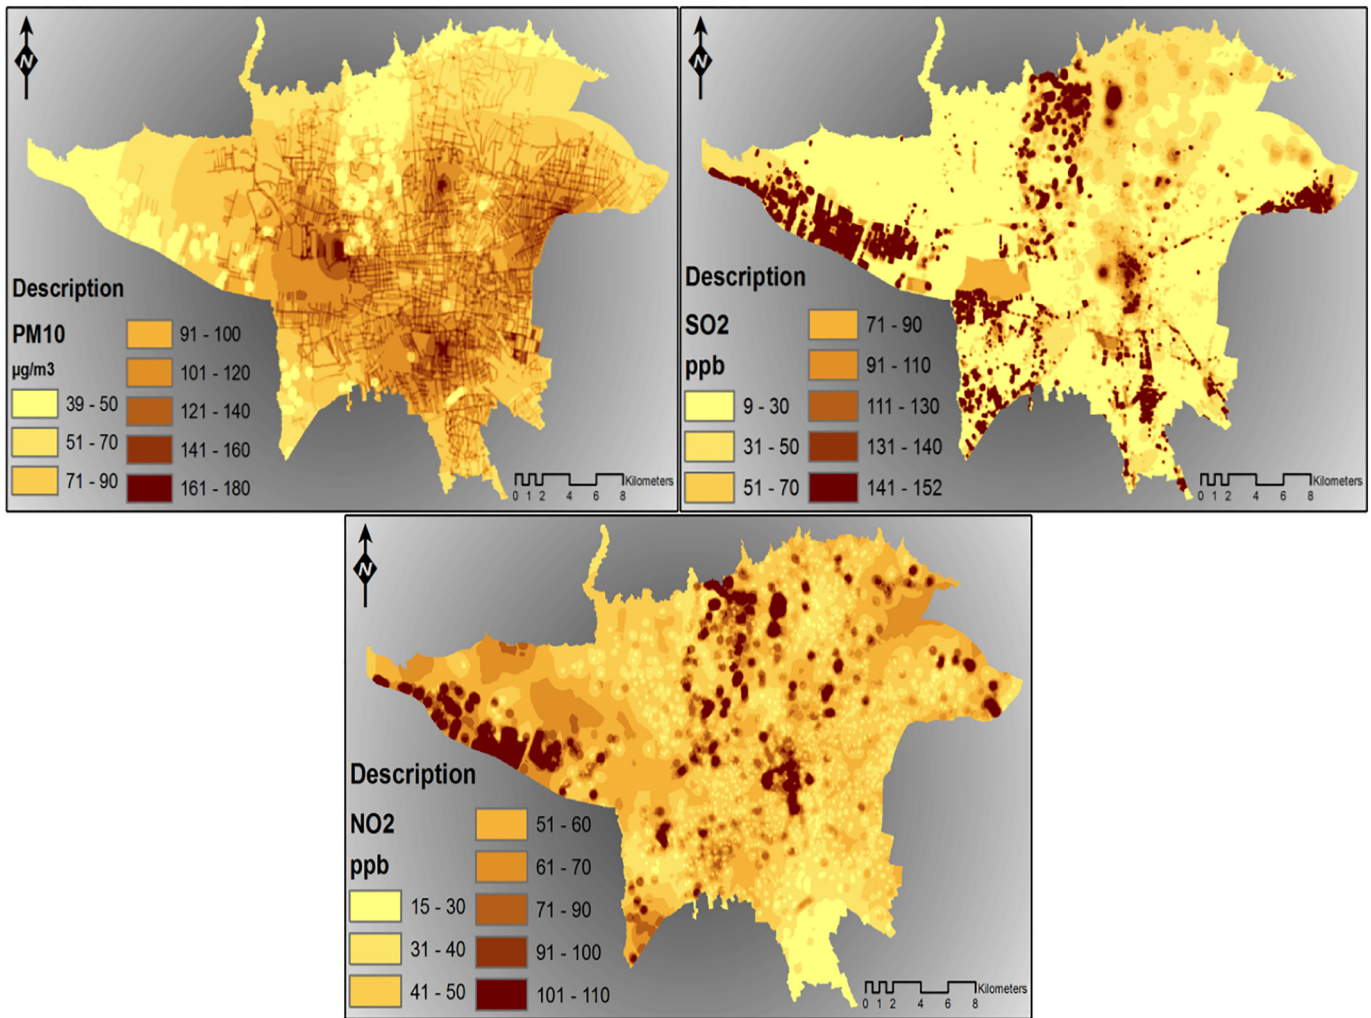 N
Description
PM10
µg/m3
39 - 50
51 - 70
71 - 90
91 - 100
101 - 120
121 - 140
141 - 160
161 - 180
0 1 2 4 6 8 Kilometers
N
Description
SO2
ppb
9 - 30
31 - 50
51 - 70
71 - 90
91 - 110
111 - 130
131 - 140
141 - 152
0 1 2 4 6 8 Kilometers
N
Description
NO2
ppb
15 - 30
31 - 40
41 - 50
51 - 60
61 - 70
71 - 90
91 - 100
101 - 110
0 1 2 4 6 8 Kilometers